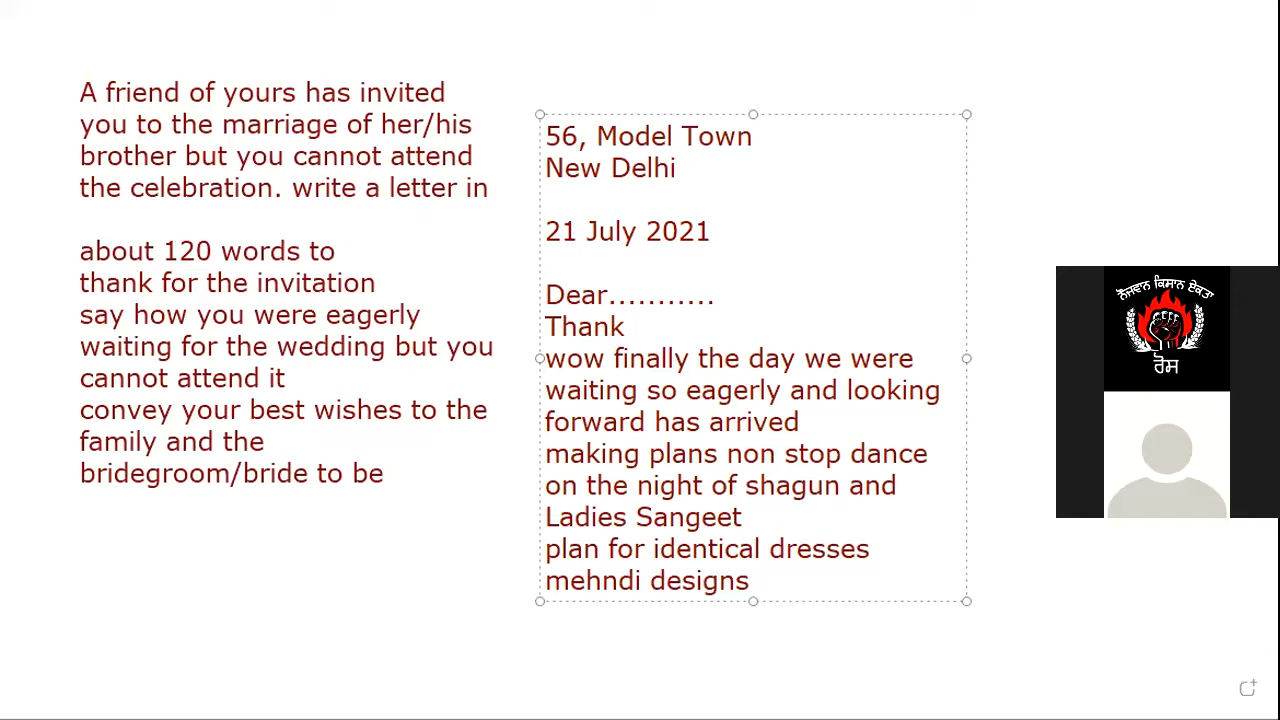 A friend of yours has invited
you to the marriage of her/his
brother but you cannot attend
the celebration. write a letter in
about 120 words to
thank for the invitation
say how you were eagerly
waiting for the wedding but you
cannot attend it
convey your best wishes to the
family and the
bridegroom/bride to be
56, Model Town
New Delhi
21 July 2021
Dear...........
Thank
wow finally the day we were
waiting so eagerly and looking
forward has arrived
making plans non stop dance
on the night of shagun and
Ladies Sangeet
plan for identical dresses
mehndi designs
ਨੌਜਵਾਨ ਕਿਸਾਨ ਏਕਤਾ
ਰੋਸ